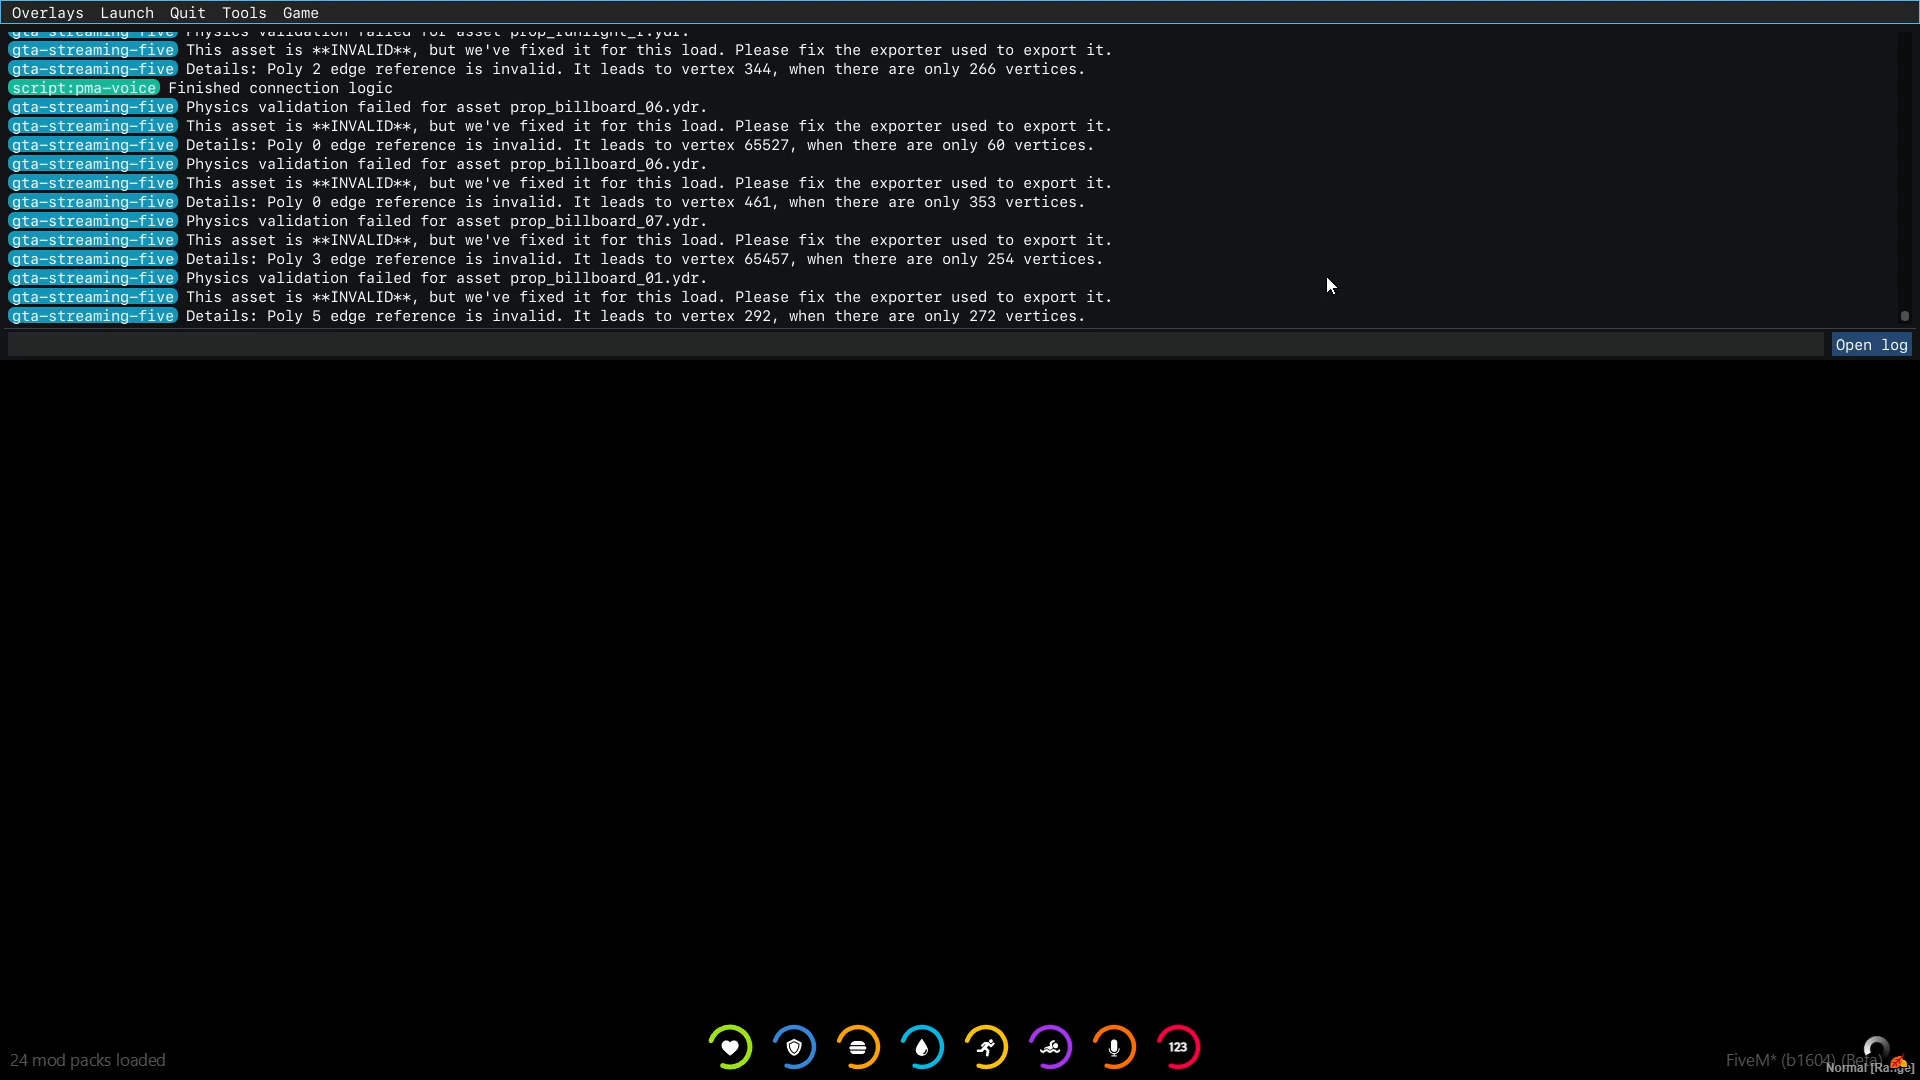 Overlays Launch Quit Tools Game
gta-streaming-five Physics validation failed for asset prop_runlight_r.ydr.
gta-streaming-five This asset is **INVALID**, but we've fixed it for this load. Please fix the exporter used to export it.
gta-streaming-five Details: Poly 2 edge reference is invalid. It leads to vertex 344, when there are only 266 vertices.
script:pma-voice Finished connection logic
gta-streaming-five Physics validation failed for asset prop_billboard_06.ydr.
gta-streaming-five This asset is **INVALID**, but we've fixed it for this load. Please fix the exporter used to export it.
gta-streaming-five Details: Poly 0 edge reference is invalid. It leads to vertex 65527, when there are only 60 vertices.
gta-streaming-five Physics validation failed for asset prop_billboard_06.ydr.
gta-streaming-five This asset is **INVALID**, but we've fixed it for this load. Please fix the exporter used to export it.
gta-streaming-five Details: Poly 0 edge reference is invalid. It leads to vertex 461, when there are only 353 vertices.
gta-streaming-five Physics validation failed for asset prop_billboard_07.ydr.
gta-streaming-five This asset is **INVALID**, but we've fixed it for this load. Please fix the exporter used to export it.
gta-streaming-five Details: Poly 3 edge reference is invalid. It leads to vertex 65457, when there are only 254 vertices.
gta-streaming-five Physics validation failed for asset prop_billboard_01.ydr.
gta-streaming-five This asset is **INVALID**, but we've fixed it for this load. Please fix the exporter used to export it.
gta-streaming-five Details: Poly 5 edge reference is invalid. It leads to vertex 292, when there are only 272 vertices.
Open log
123
24 mod packs loaded
FiveM* (b1604) (Beta)
Normal [Range]